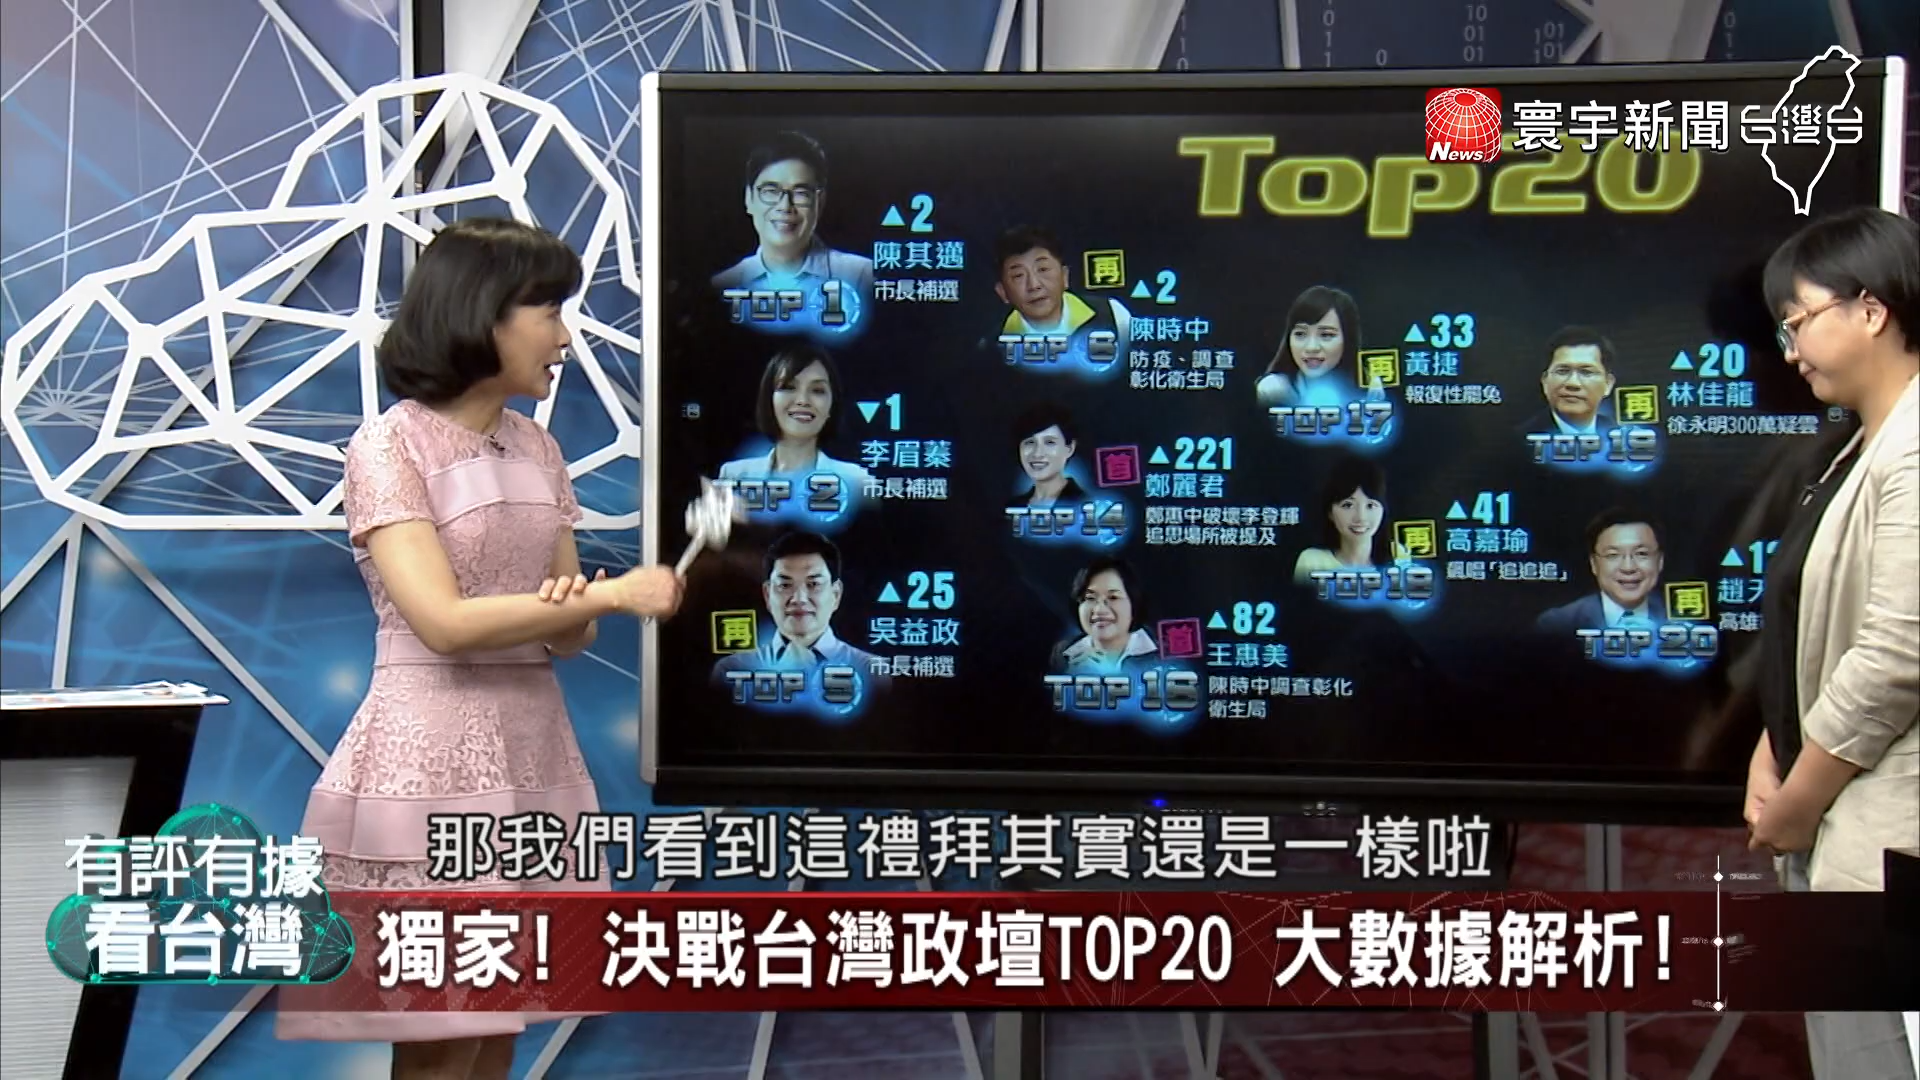 News
寰宇新聞 台灣台
Top20
▲2
陳其邁
市長補選
TOP 1
▼1
李眉蓁
市長補選
TOP 2
再
▲25
吳益政
市長補選
TOP 5
再
▲2
陳時中
防疫、調查
彰化衛生局
TOP 6
首
▲221
鄭麗君
鄭惠中破壞李登輝
追思場所被提及
TOP 14
首
▲82
王惠美
陳時中調查彰化
衛生局
TOP 16
▲33
再
黃捷
報復性罷免
TOP 17
▲41
再
高嘉瑜
飆唱「追追追」
TOP 18
▲20
再
林佳龍
徐永明300萬疑雲
TOP 19
再
趙天
高雄
TOP 20
那我們看到這禮拜其實還是一樣啦
有評有據
看台灣
獨家! 決戰台灣政壇TOP20 大數據解析!